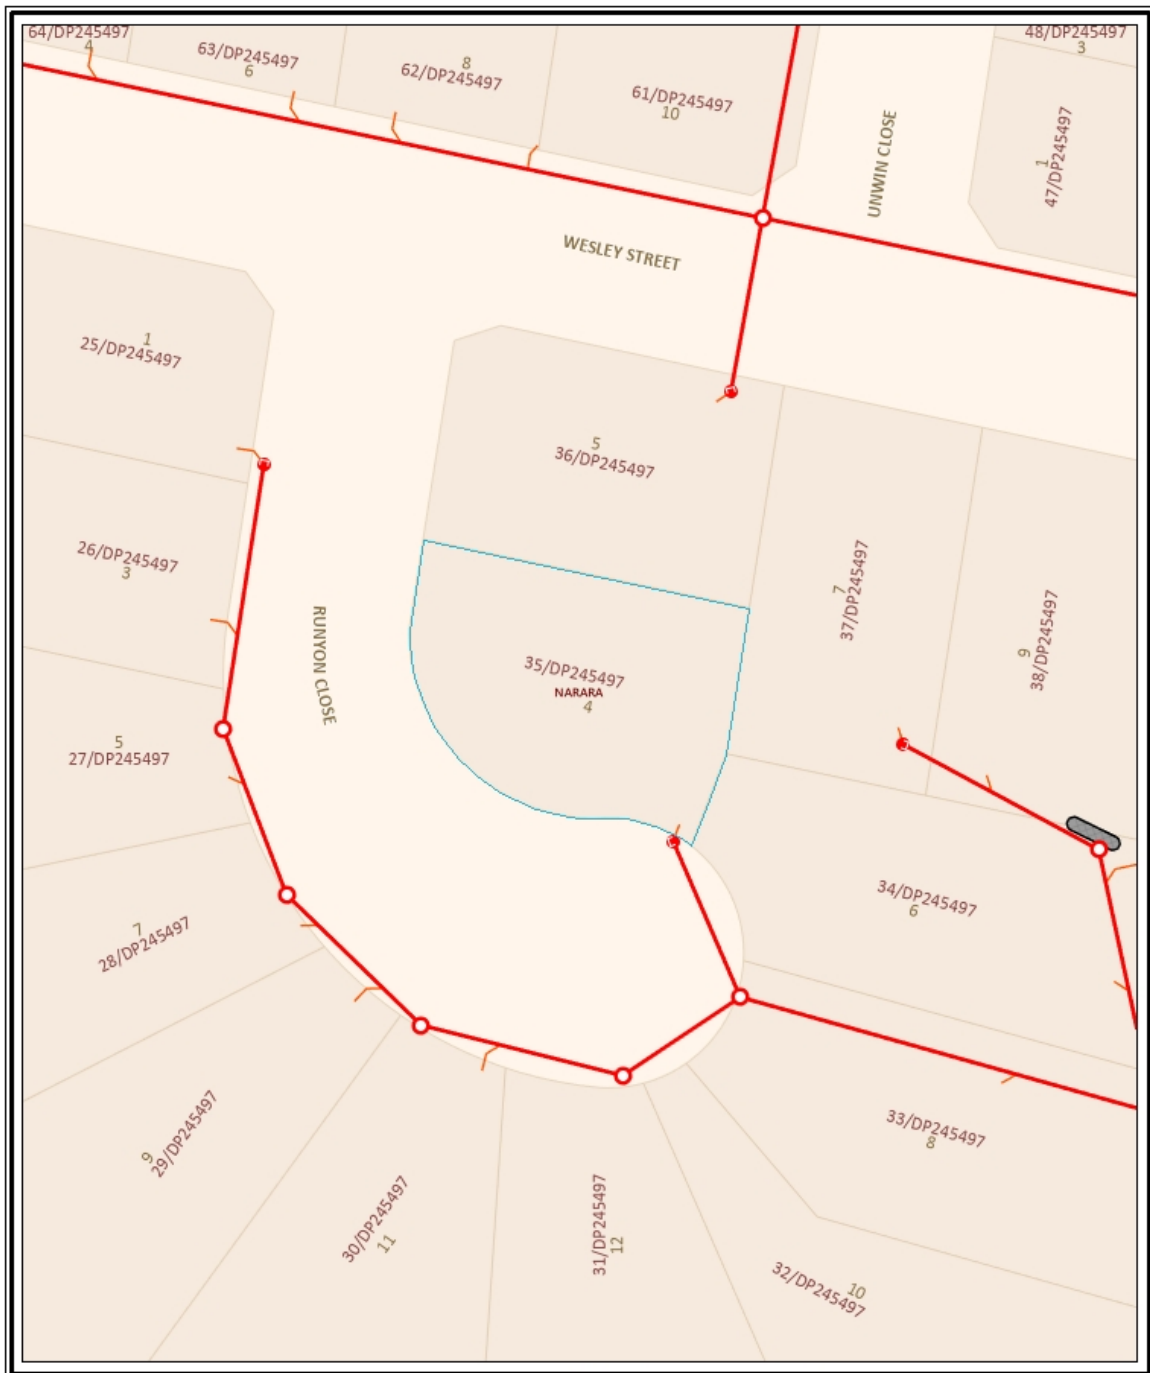 64/DP245497
4
63/DP245497
6
8
62/DP245497
61/DP245497
10
48/DP245497
3
1
47/DP245497
UNWIN CLOSE
WESLEY STREET
1
25/DP245497
5
36/DP245497
26/DP245497
3
7
37/DP245497
9
38/DP245497
RUNYON CLOSE
35/DP245497
NARARA
4
5
27/DP245497
7
28/DP245497
34/DP245497
6
9
29/DP245497
33/DP245497
8
30/DP245497
11
31/DP245497
12
10
32/DP245497